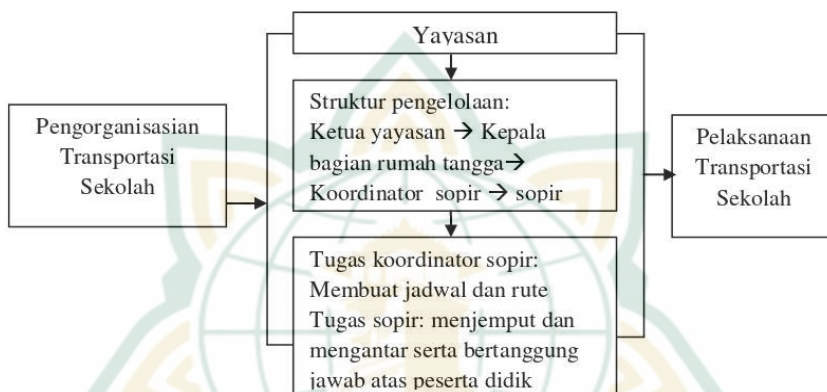 Yayasan
Pengorganisasian
Transportasi
Sekolah
Struktur pengelolaan:
Ketua yayasan → Kepala
bagian rumah tangga→
Koordinator sopir → sopir
Tugas koordinator sopir:
Membuat jadwal dan rute
Tugas sopir: menjemput dan
mengantar serta bertanggung
jawab atas peserta didik
Pelaksanaan
Transportasi
Sekolah